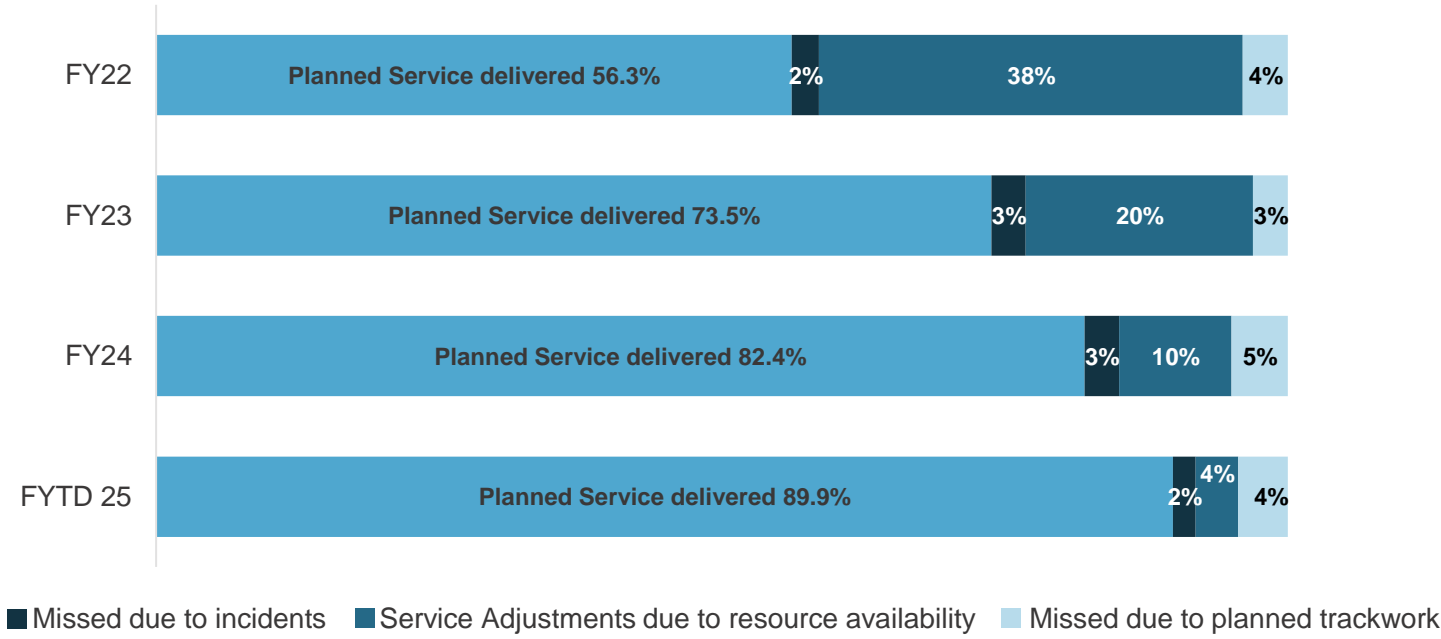 FY22
Planned Service delivered 56.3%
2%
38%
4%
FY23
Planned Service delivered 73.5%
3%
20%
3%
FY24
Planned Service delivered 82.4%
3%
10%
5%
FYTD 25
Planned Service delivered 89.9%
2%
4%
4%
Missed due to incidents
Service Adjustments due to resource availability
Missed due to planned trackwork